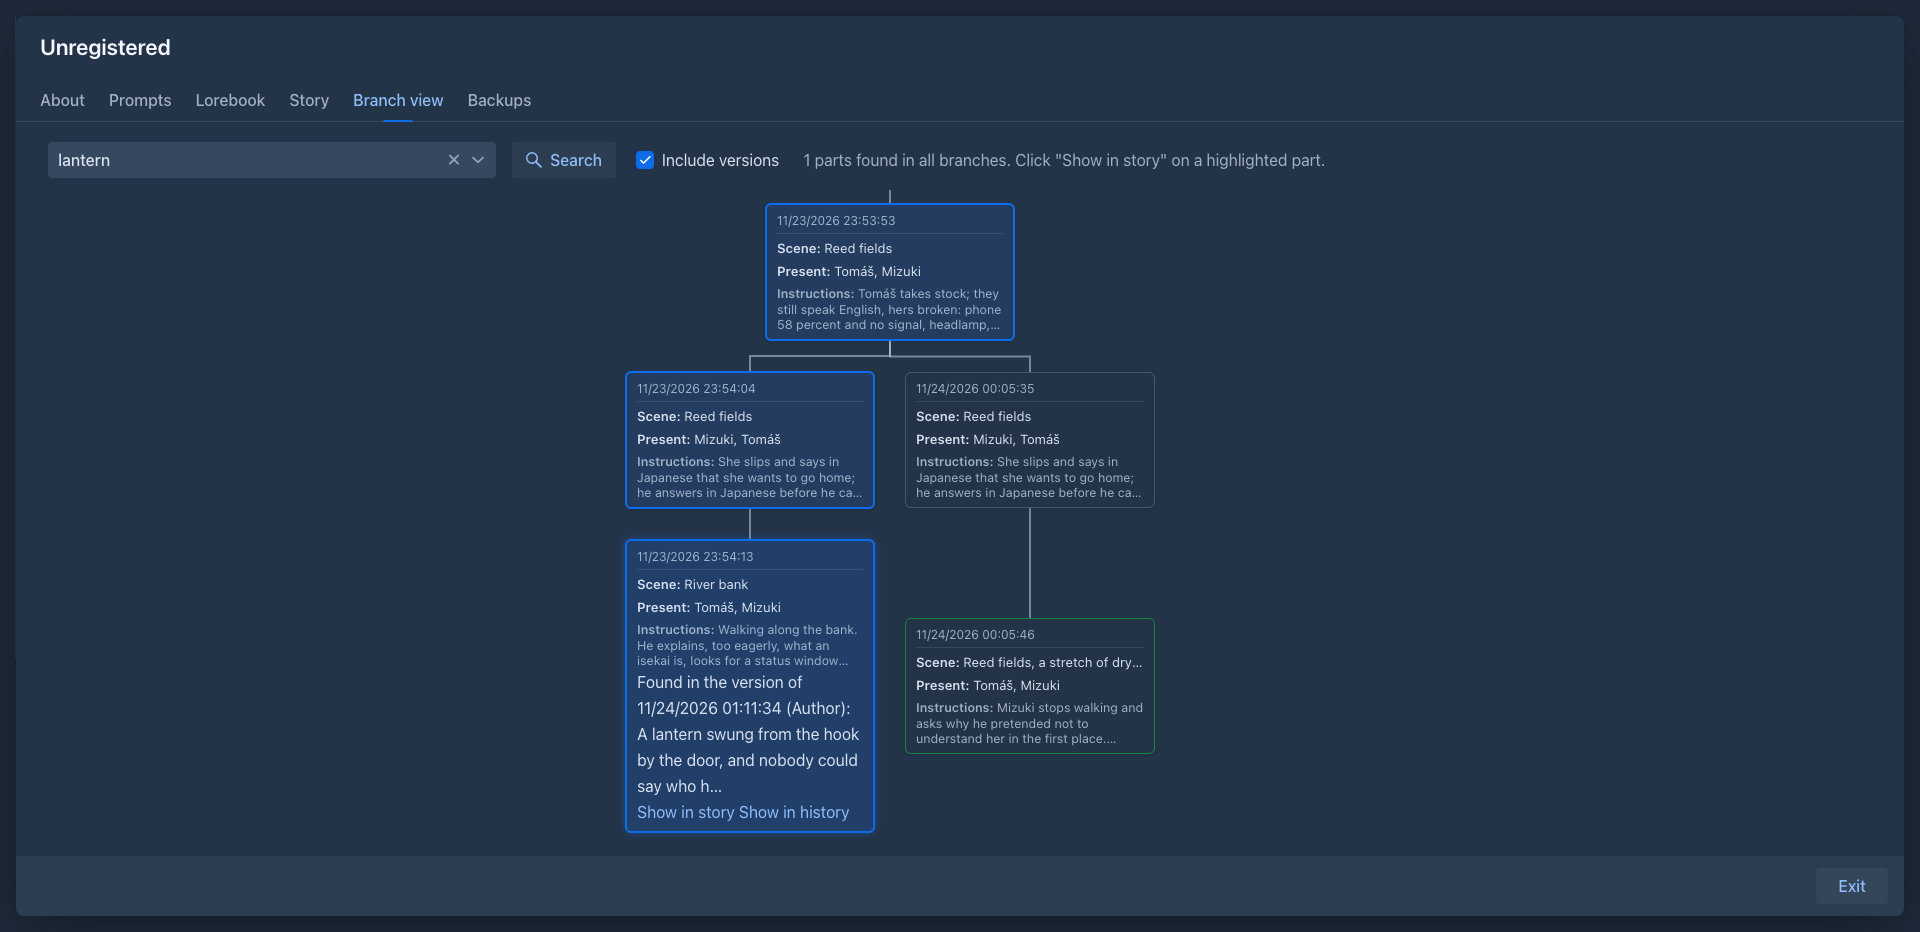 Unregistered
About Prompts Lorebook Story Branch view Backups
lantern
Search
Include versions
1 parts found in all branches. Click "Show in story" on a highlighted part.
11/23/2026 23:53:53
Scene: Reed fields
Present: Tomáš, Mizuki
Instructions: Tomáš takes stock; they
still speak English, hers broken: phone
58 percent and no signal, headlamp,...
11/23/2026 23:54:04
Scene: Reed fields
Present: Mizuki, Tomáš
Instructions: She slips and says in
Japanese that she wants to go home;
he answers in Japanese before he ca...
11/24/2026 00:05:35
Scene: Reed fields
Present: Mizuki, Tomáš
Instructions: She slips and says in
Japanese that she wants to go home;
he answers in Japanese before he ca...
11/23/2026 23:54:13
Scene: River bank
Present: Tomáš, Mizuki
Instructions: Walking along the bank.
He explains, too eagerly, what an
isekai is, looks for a status window...
Found in the version of
11/24/2026 01:11:34 (Author):
A lantern swung from the hook
by the door, and nobody could
say who h...
Show in story Show in history
11/24/2026 00:05:46
Scene: Reed fields, a stretch of dry...
Present: Tomáš, Mizuki
Instructions: Mizuki stops walking and
asks why he pretended not to
understand her in the first place....
Exit